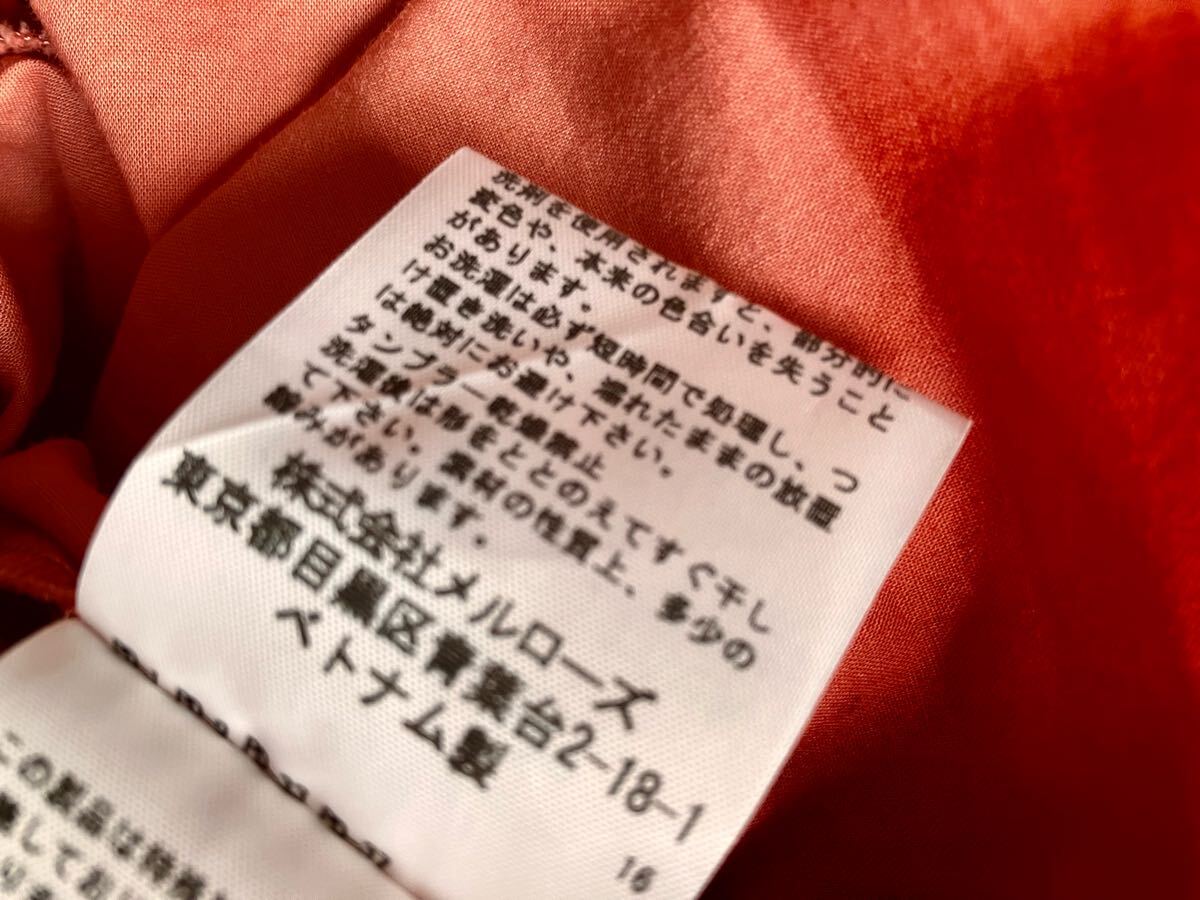 洗剤を使用されますと、部分的に
変色や、本来の色合いを失うこと
があります。
お洗濯は必ず短時間で処理し、つ
け置き洗いや、濡れたままの放置
は絶対にお避け下さい。
タンブラー乾燥禁止
洗濯後は形をととのえてすぐ干し
て下さい。素材の性質上、多少の
縮みがあります。
株式会社メルローズ
東京都目黒区青葉台2-18-1
ベトナム製
16
この製品は特殊